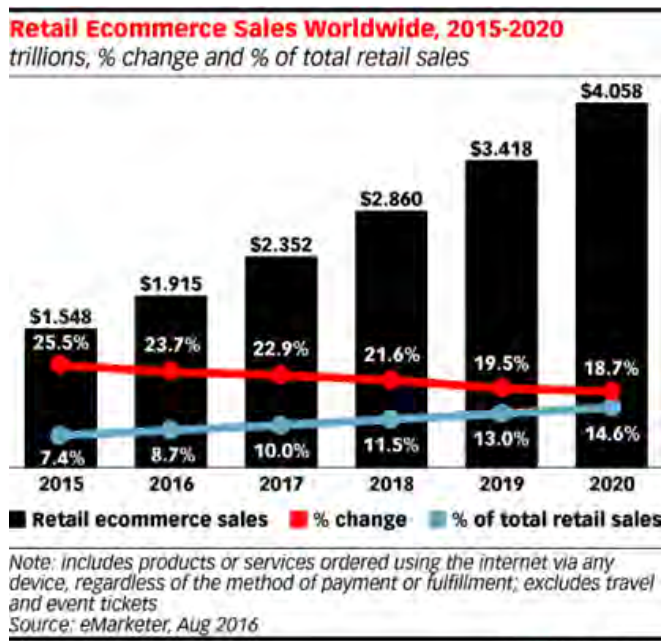 Retail Ecommerce Sales Worldwide, 2015-2020
trillions, % change and % of total retail sales
$4.058
$3.418
$2.860
$2.352
$1.915
$1.548
25.5% 23.7% 22.9% 21.6% 19.5% 18.7%
7.4% 8.7% 10.0% 11.5% 13.0% 14.6%
2015 2016 2017 2018 2019 2020
Retail ecommerce sales % change % of total retail sales
Note: includes products or services ordered using the internet via any
device, regardless of the method of payment or fulfillment; excludes travel
and event tickets
Source: eMarketer, Aug 2016